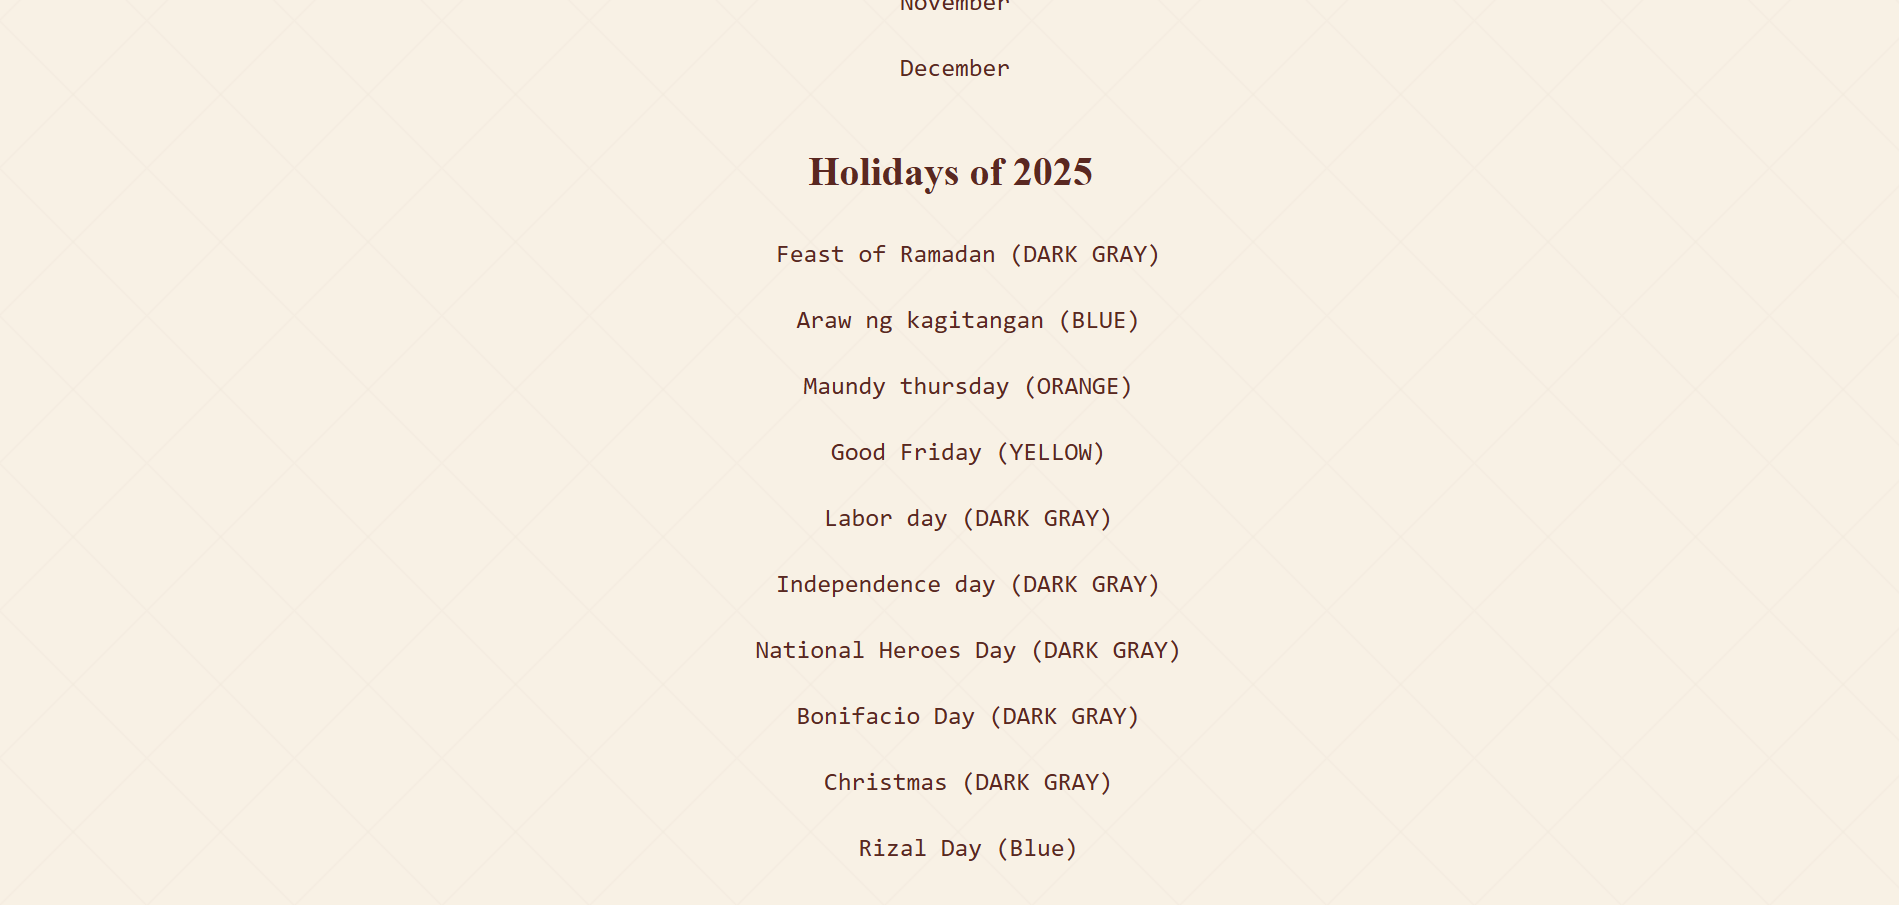 November
December
Holidays of 2025
Feast of Ramadan (DARK GRAY)
Araw ng kagitangan (BLUE)
Maundy thursday (ORANGE)
Good Friday (YELLOW)
Labor day (DARK GRAY)
Independence day (DARK GRAY)
National Heroes Day (DARK GRAY)
Bonifacio Day (DARK GRAY)
Christmas (DARK GRAY)
Rizal Day (Blue)